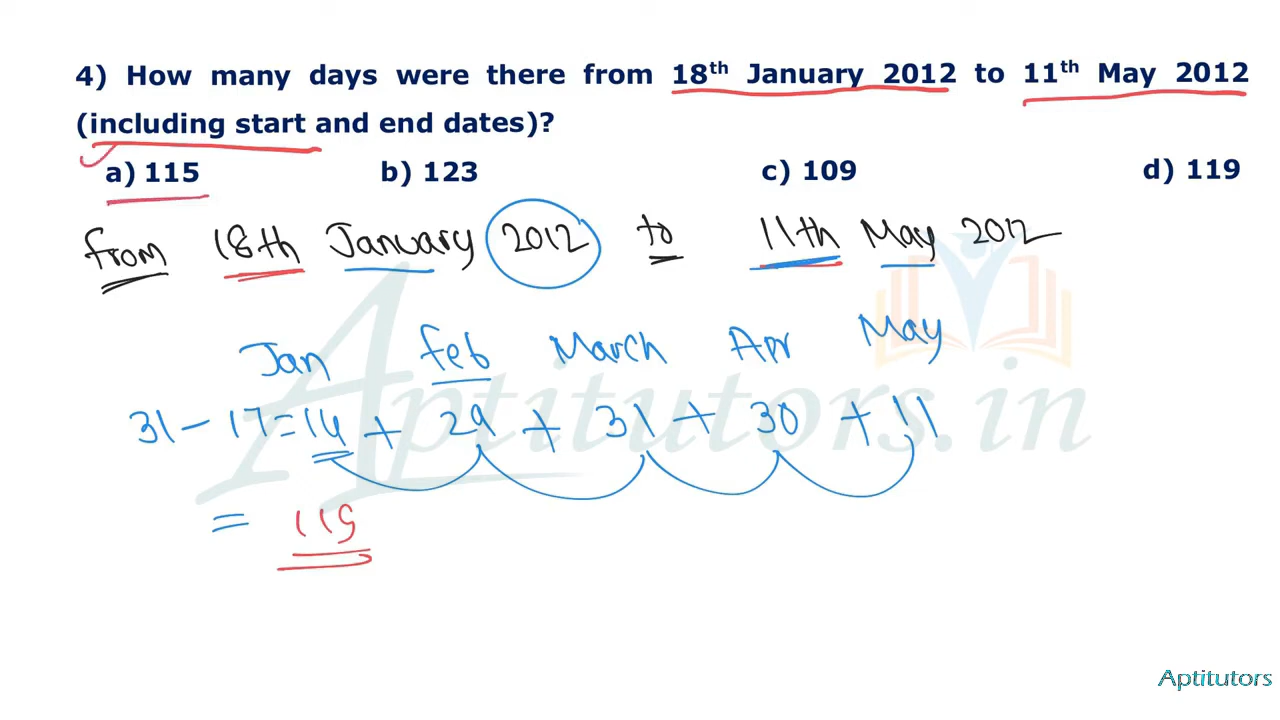 4) How many days were there from 18th January 2012 to 11th May 2012
(including start and end dates)?
a) 115 b) 123 c) 109 d) 119
from 18th January 2012 to 11th May 2012
Jan Feb March Apr May
31 - 17 = 14 + 29 + 31 + 30 + 11
= 115
Aptitutors.in
Aptitutors